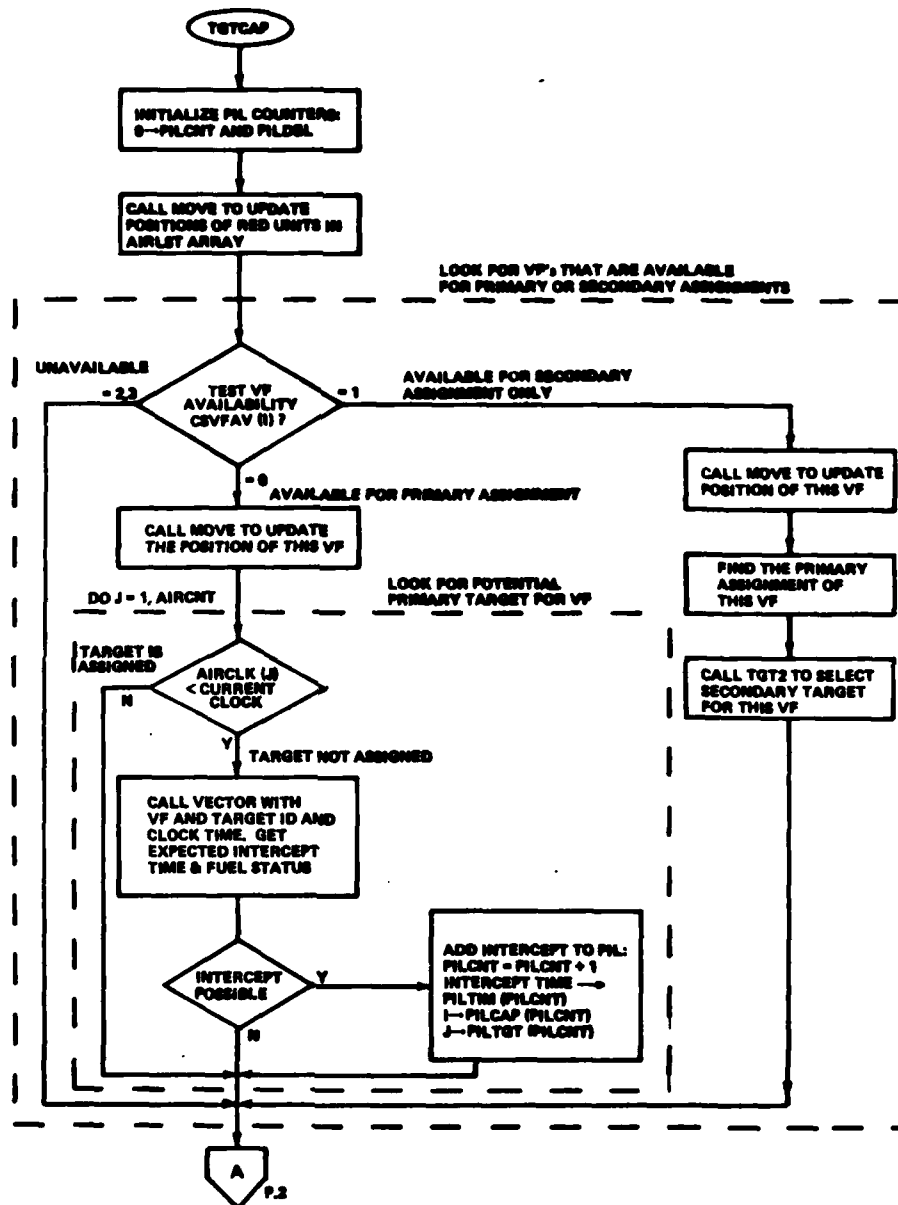 TGTCAP
INITIALIZE PIL COUNTERS:
0→PILCNT AND PILDBL
CALL MOVE TO UPDATE
POSITIONS OF RED UNITS IN
AIRLST ARRAY
LOOK FOR VF's THAT ARE AVAILABLE
FOR PRIMARY OR SECONDARY ASSIGNMENTS
UNAVAILABLE
= 2,3
TEST VF
AVAILABILITY
CSVFAV (I) ?
= 1
AVAILABLE FOR SECONDARY
ASSIGNMENT ONLY
= 0
AVAILABLE FOR PRIMARY ASSIGNMENT
CALL MOVE TO UPDATE
THE POSITION OF THIS VF
CALL MOVE TO UPDATE
POSITION OF THIS VF
FIND THE PRIMARY
ASSIGNMENT OF
THIS VF
CALL TGT2 TO SELECT
SECONDARY TARGET
FOR THIS VF
DO J = 1, AIRCNT
LOOK FOR POTENTIAL
PRIMARY TARGET FOR VF
TARGET IS
ASSIGNED
N
AIRCLK (J)
< CURRENT
CLOCK
Y
TARGET NOT ASSIGNED
CALL VECTOR WITH
VF AND TARGET ID AND
CLOCK TIME. GET
EXPECTED INTERCEPT
TIME & FUEL STATUS
INTERCEPT
POSSIBLE
Y
N
ADD INTERCEPT TO PIL:
PILCNT = PILCNT + 1
INTERCEPT TIME →
PILTIM (PILCNT)
I→PILCAP (PILCNT)
J→PILTGT (PILCNT)
A
P.2